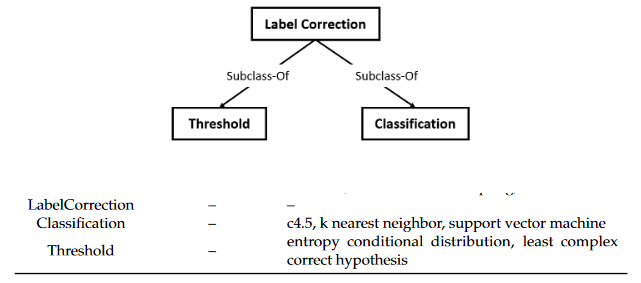 Label Correction
Subclass-Of Subclass-Of
Threshold Classification
LabelCorrection – –
Classification – c4.5, k nearest neighbor, support vector machine
Threshold – entropy conditional distribution, least complex
correct hypothesis